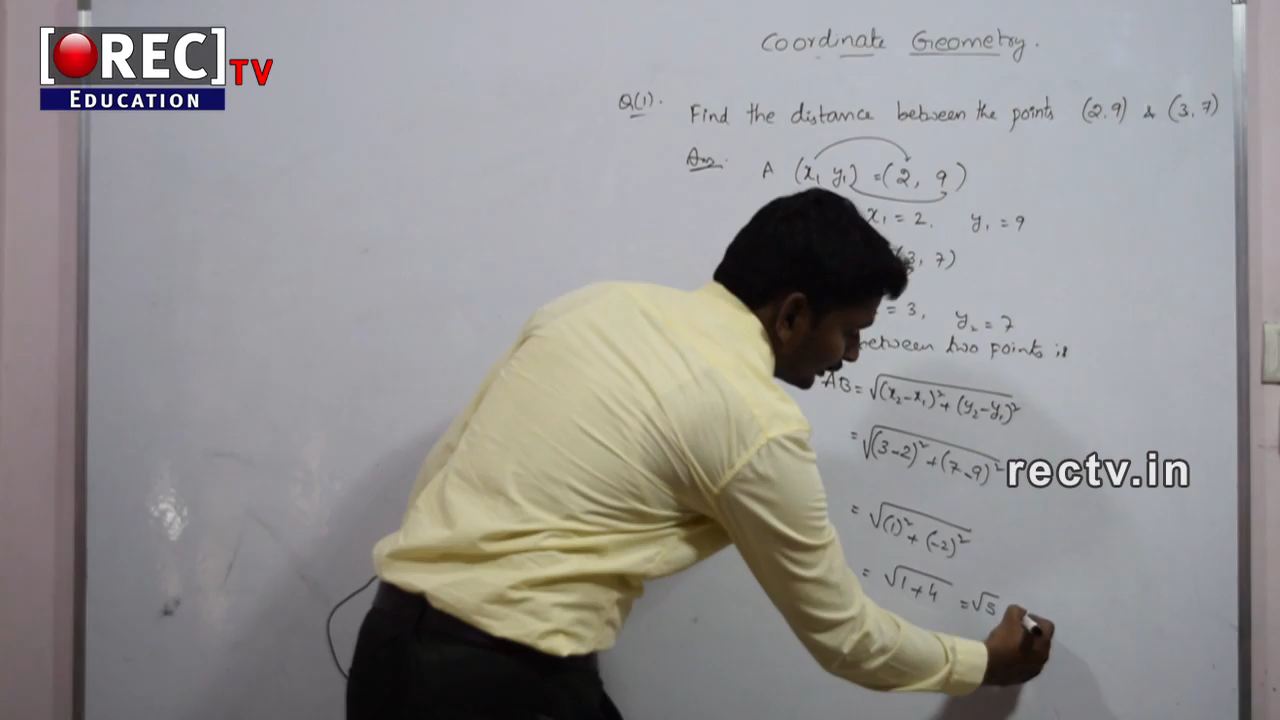 [REC] TV
EDUCATION
Coordinate Geometry.
Q(1). Find the distance between the points (2,9) & (3,7)
Ans: A (x₁ y₁) = (2, 9)
x₁ = 2. y₁ = 9
(3, 7)
= 3, y₂ = 7
between two points is
AB = √(x₂-x₁)²+(y₂-y₁)²
= √(3-2)²+(7-9)²
rectv.in
= √(1)²+(-2)²
= √1+4 = √5